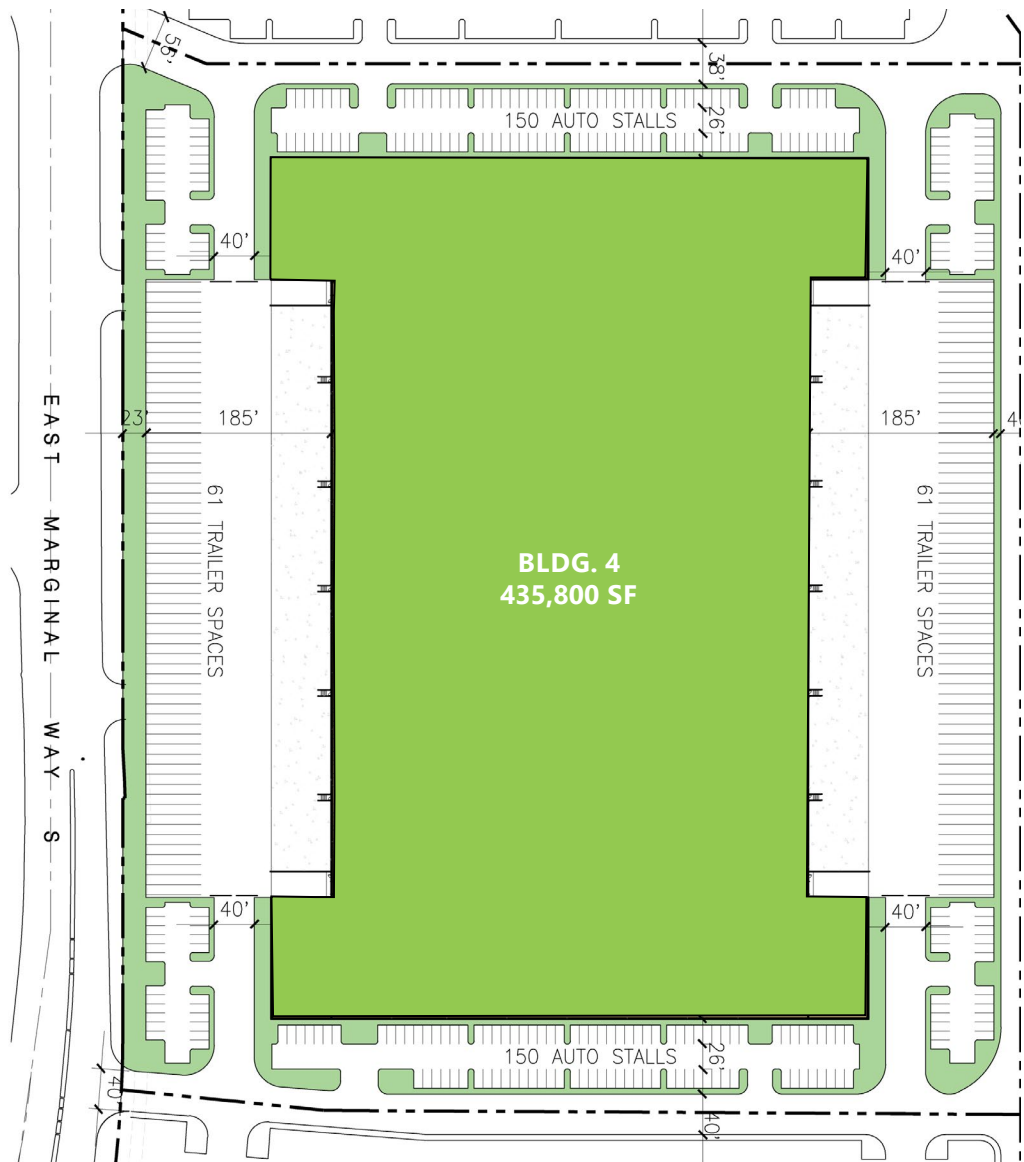 56'
38'
150 AUTO STALLS
26'
40'
40'
23'
185'
185'
EAST MARGINAL WAY S
61 TRAILER SPACES
61 TRAILER SPACES
BLDG. 4
435,800 SF
40'
40'
150 AUTO STALLS
26'
40'
40'